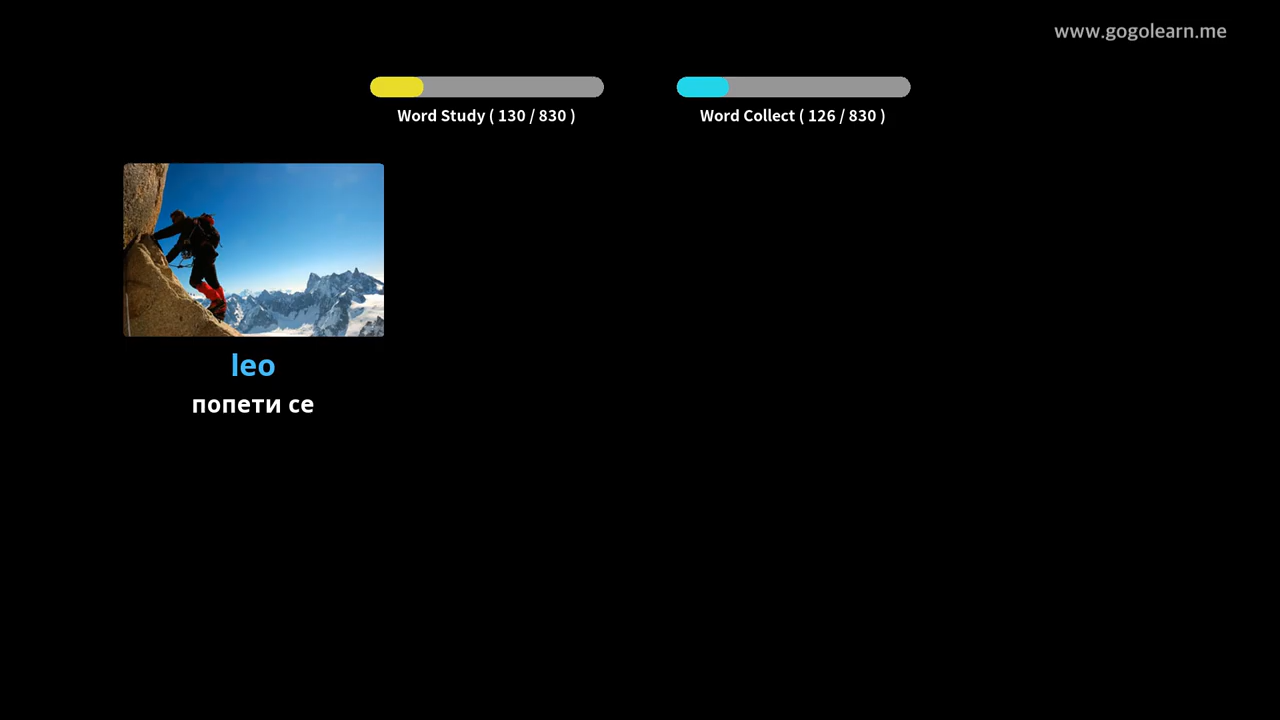 www.gogolearn.me
Word Study ( 130 / 830 )
Word Collect ( 126 / 830 )
leo
попети се